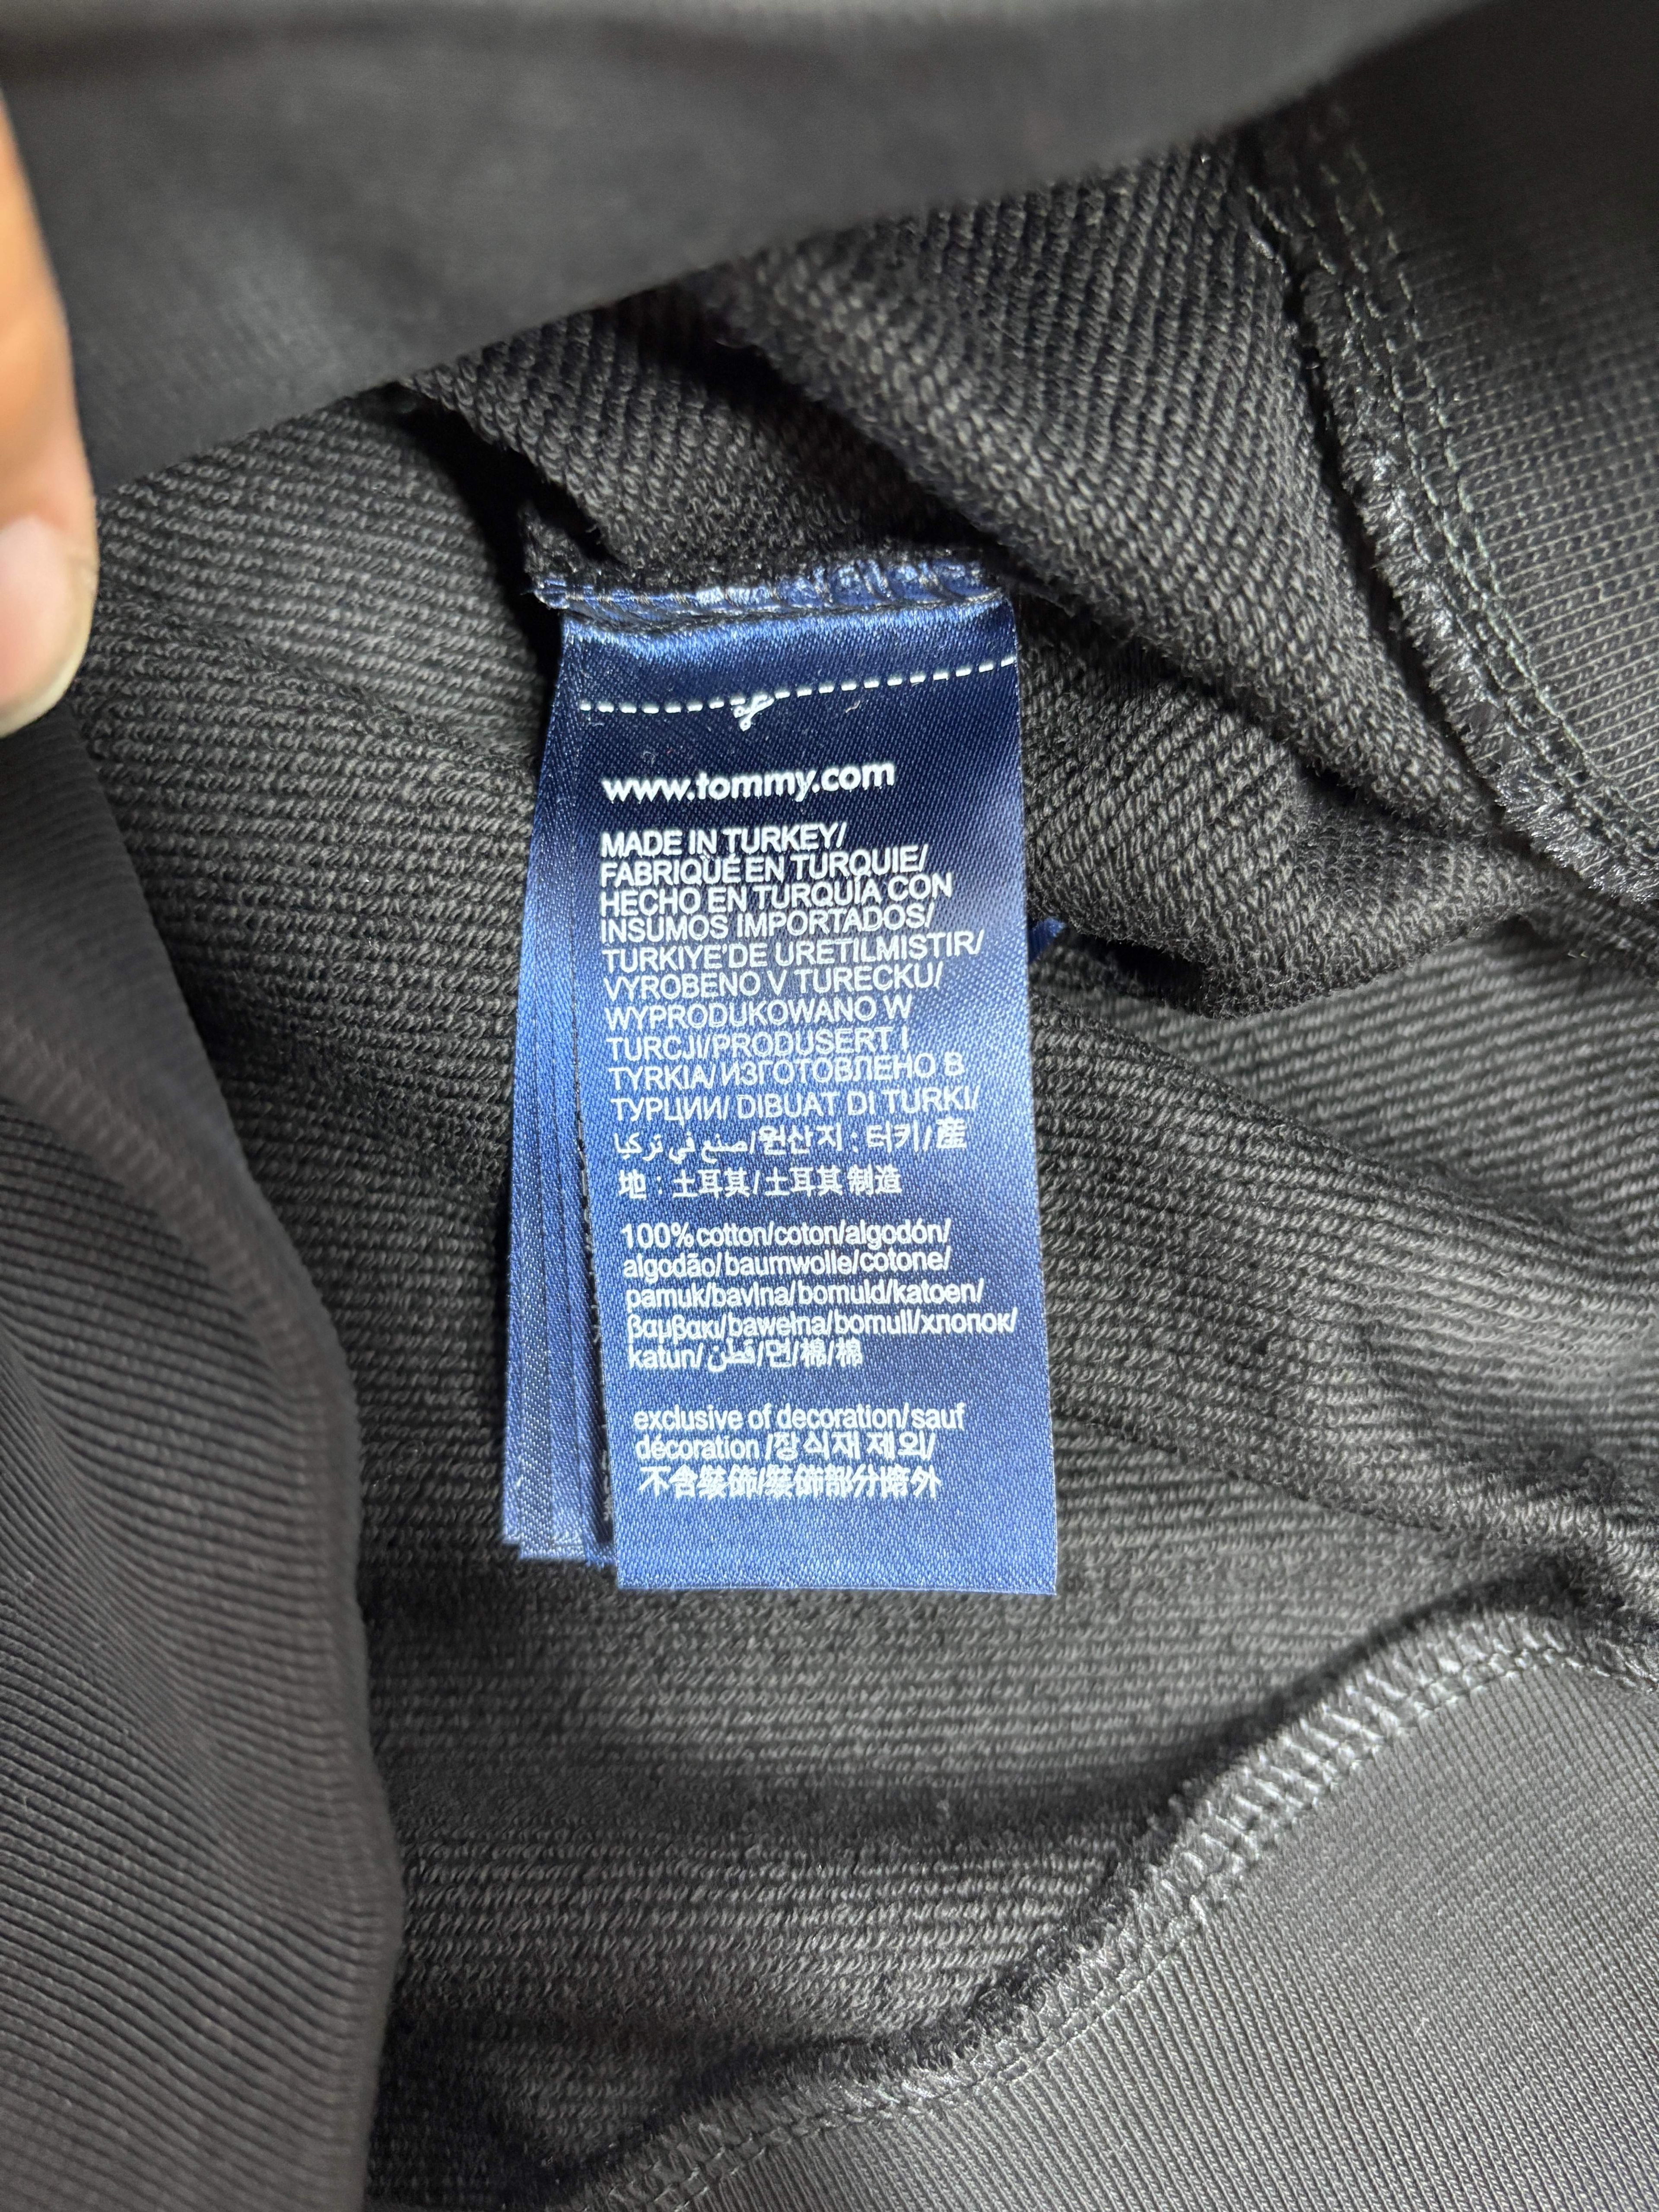 www.tommy.com
MADE IN TURKEY/
FABRIQUÉ EN TURQUIE/
HECHO EN TURQUÍA CON
INSUMOS IMPORTADOS/
TURKIYE'DE URETILMISTIR/
VYROBENO V TURECKU/
WYPRODUKOWANO W
TURCJI/PRODUSERT I
TYRKIA/ИЗГОТОВЛЕНО В
ТУРЦИИ/ DIBUAT DI TURKI/
صنع في تركيا/원산지 : 터키/產
地 : 土耳其/土耳其制造
100% cotton/coton/algodón/
algodão/baumwolle/cotone/
pamuk/bavlna/bomuld/katoen/
βαμβακι/bawełna/bomull/хлопок/
katun/ قطن/면/棉/棉
exclusive of decoration/sauf
décoration /장식재 제외/
不含裝飾/装饰部分除外